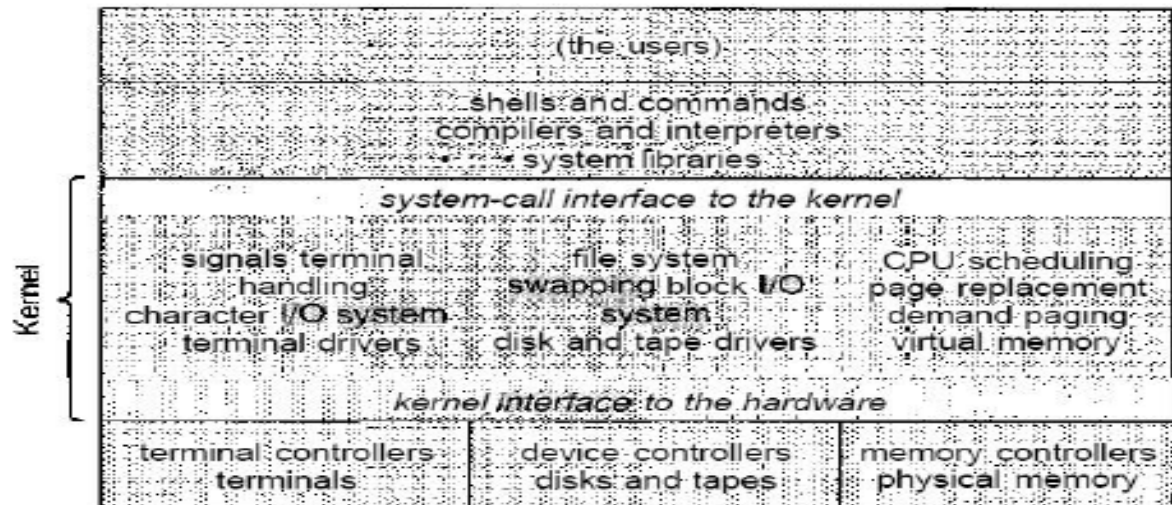 (the users)
shells and commands
compilers and interpreters
system libraries
Kernel
system-call interface to the kernel
signals terminal
handling
character I/O system
terminal drivers
file system
swapping block I/O
system
disk and tape drivers
CPU scheduling
page replacement
demand paging
virtual memory
kernel interface to the hardware
terminal controllers
terminals
device controllers
disks and tapes
memory controllers
physical memory